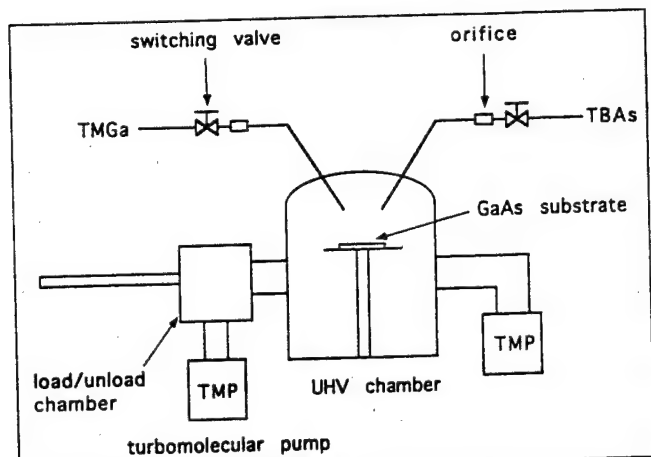 switching valve
orifice
TMGa
TBAs
GaAs substrate
load/unload
chamber
TMP
UHV chamber
TMP
turbomolecular pump